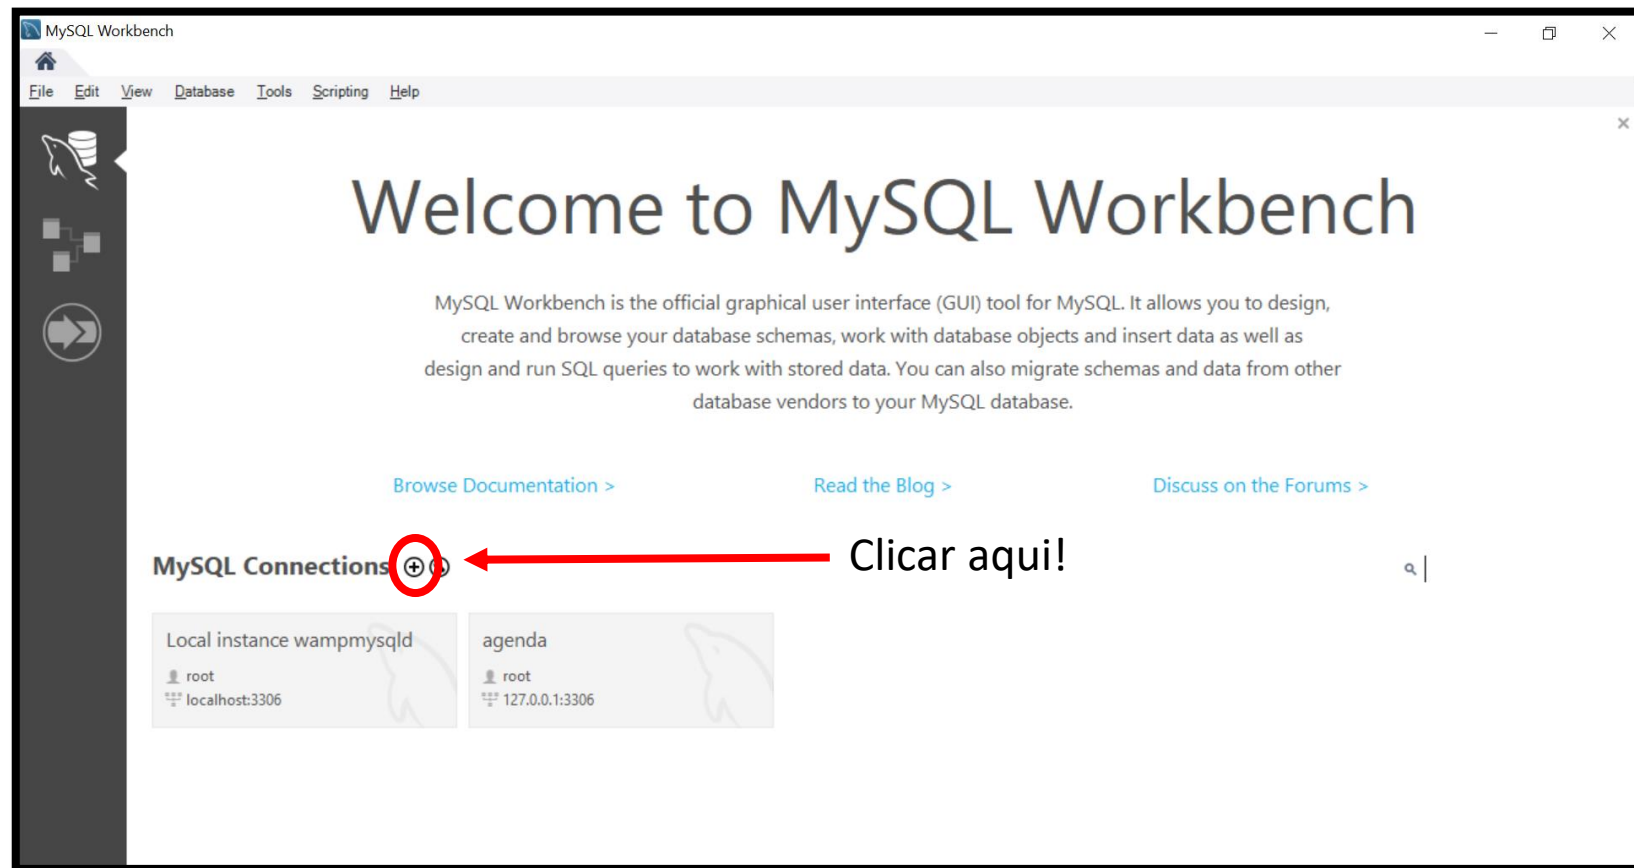 MySQL Workbench
File Edit View Database Tools Scripting Help
Welcome to MySQL Workbench
MySQL Workbench is the official graphical user interface (GUI) tool for MySQL. It allows you to design,
create and browse your database schemas, work with database objects and insert data as well as
design and run SQL queries to work with stored data. You can also migrate schemas and data from other
database vendors to your MySQL database.
Browse Documentation > Read the Blog > Discuss on the Forums >
MySQL Connections
Clicar aqui!
Local instance wampmysqld
root
localhost:3306
agenda
root
127.0.0.1:3306